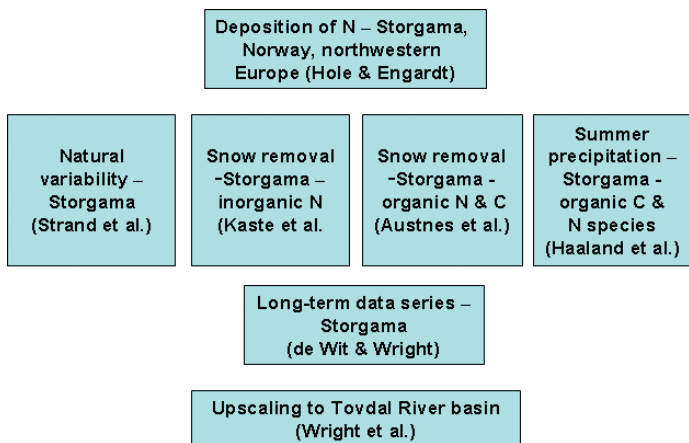 Deposition of N – Storgama,
Norway, northwestern
Europe (Hole & Engardt)
Natural
variability –
Storgama
(Strand et al.)
Snow removal
-Storgama –
inorganic N
(Kaste et al.
Snow removal
-Storgama -
organic N & C
(Austnes et al.)
Summer
precipitation –
Storgama -
organic C &
N species
(Haaland et al.)
Long-term data series –
Storgama
(de Wit & Wright)
Upscaling to Tovdal River basin
(Wright et al.)